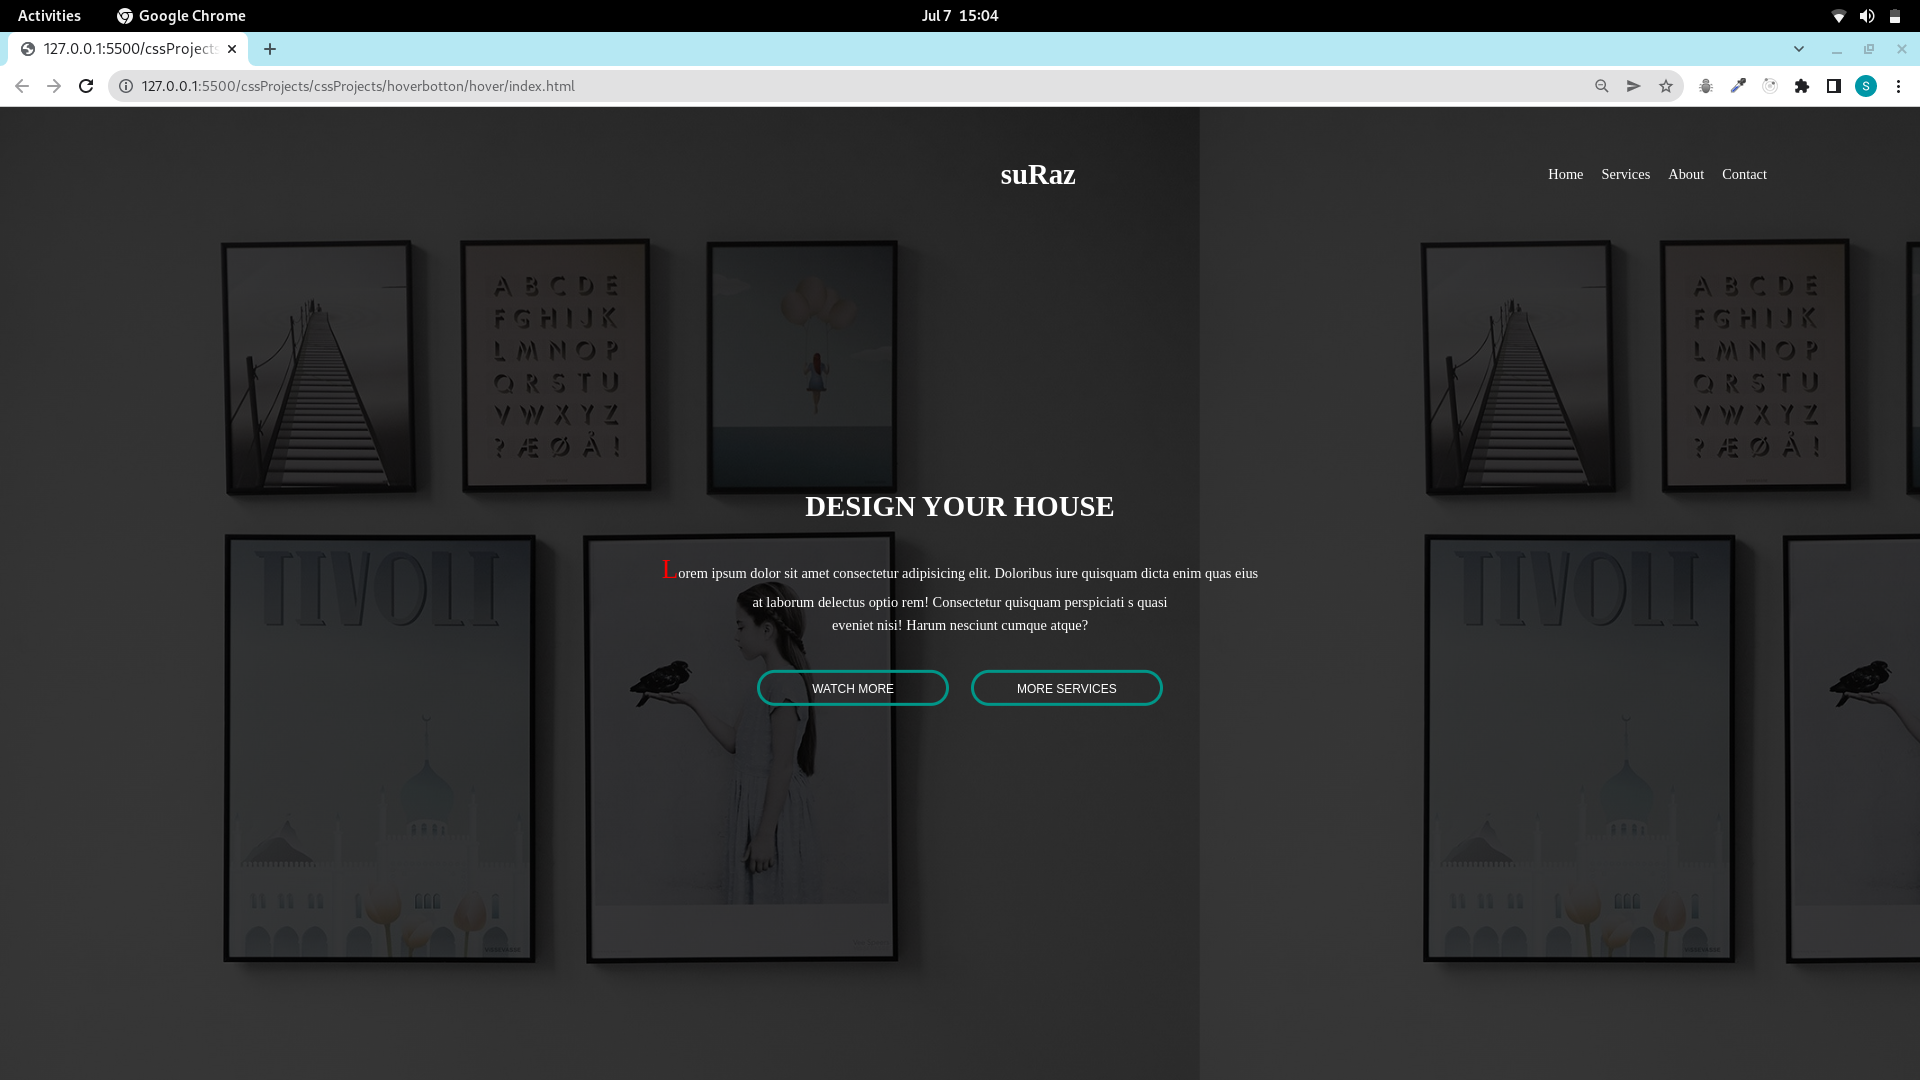 Activities
Google Chrome
Jul 7 15:04
127.0.0.1:5500/cssProjects
127.0.0.1:5500/cssProjects/cssProjects/hoverbotton/hover/index.html
S
suRaz
Home Services About Contact
A B C D E
F G H I J K
L M N O P
Q R S T U
V W X Y Z
? Æ Ø Å !
A B C D E
F G H I J K
L M N O P
Q R S T U
V W X Y Z
? Æ Ø Å !
DESIGN YOUR HOUSE
TIVOLI
TIVOLI
Lorem ipsum dolor sit amet consectetur adipisicing elit. Doloribus iure quisquam dicta enim quas eius
at laborum delectus optio rem! Consectetur quisquam perspiciati s quasi
eveniet nisi! Harum nesciunt cumque atque?
WATCH MORE
MORE SERVICES